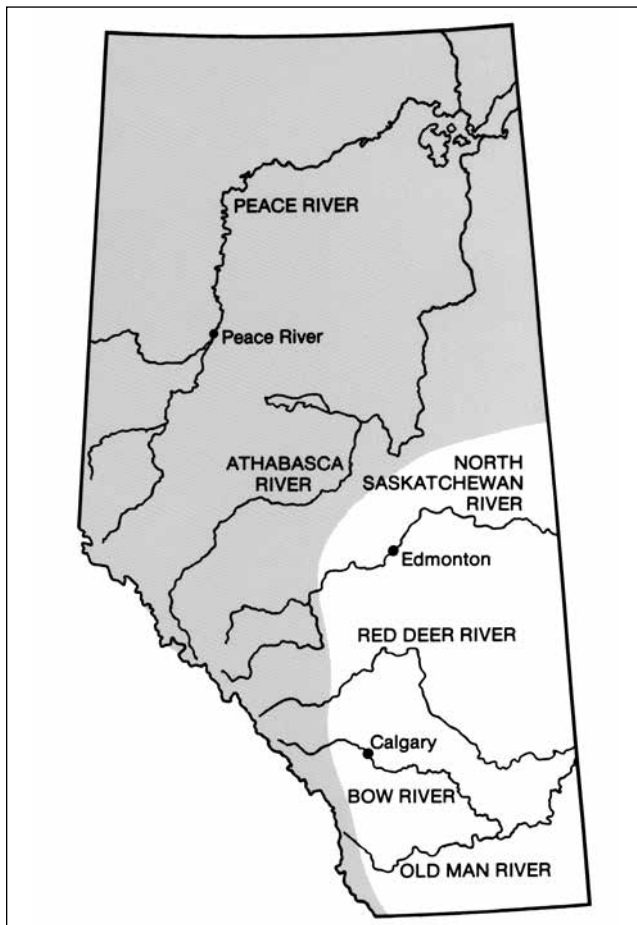 PEACE RIVER
Peace River
ATHABASCA
RIVER
NORTH
SASKATCHEWAN
RIVER
Edmonton
RED DEER RIVER
Calgary
BOW RIVER
OLD MAN RIVER